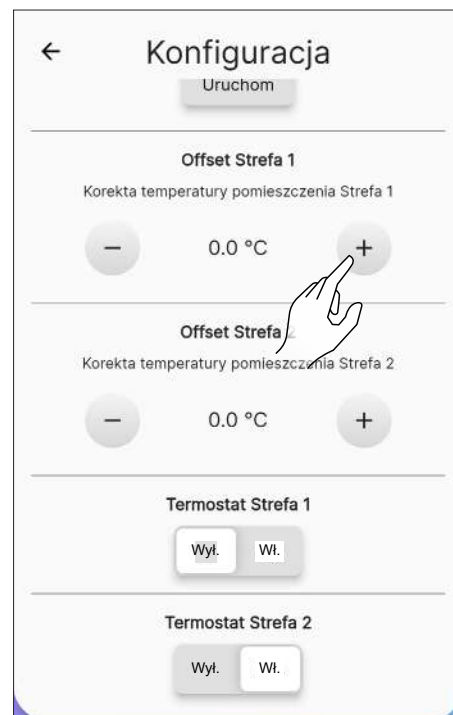 ← Konfiguracja
Uruchom
Offset Strefa 1
Korekta temperatury pomieszczenia Strefa 1
− 0.0 °C +
Offset Strefa
Korekta temperatury pomieszczenia Strefa 2
− 0.0 °C +
Termostat Strefa 1
Wył. Wł.
Termostat Strefa 2
Wył. Wł.